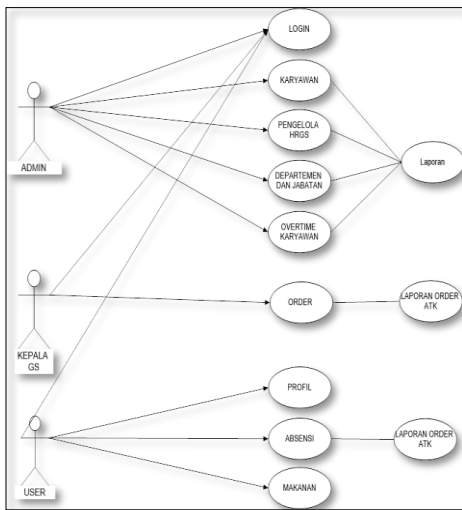 LOGIN
KARYAWAN
PENGELOLA
HRGS
DEPARTEMEN
DAN JABATAN
OVERTIME
KARYAWAN
Laporan
ADMIN
ORDER
LAPORAN ORDER
ATK
KEPALA
GS
PROFIL
ABSENSI
LAPORAN ORDER
ATK
MAKANAN
USER